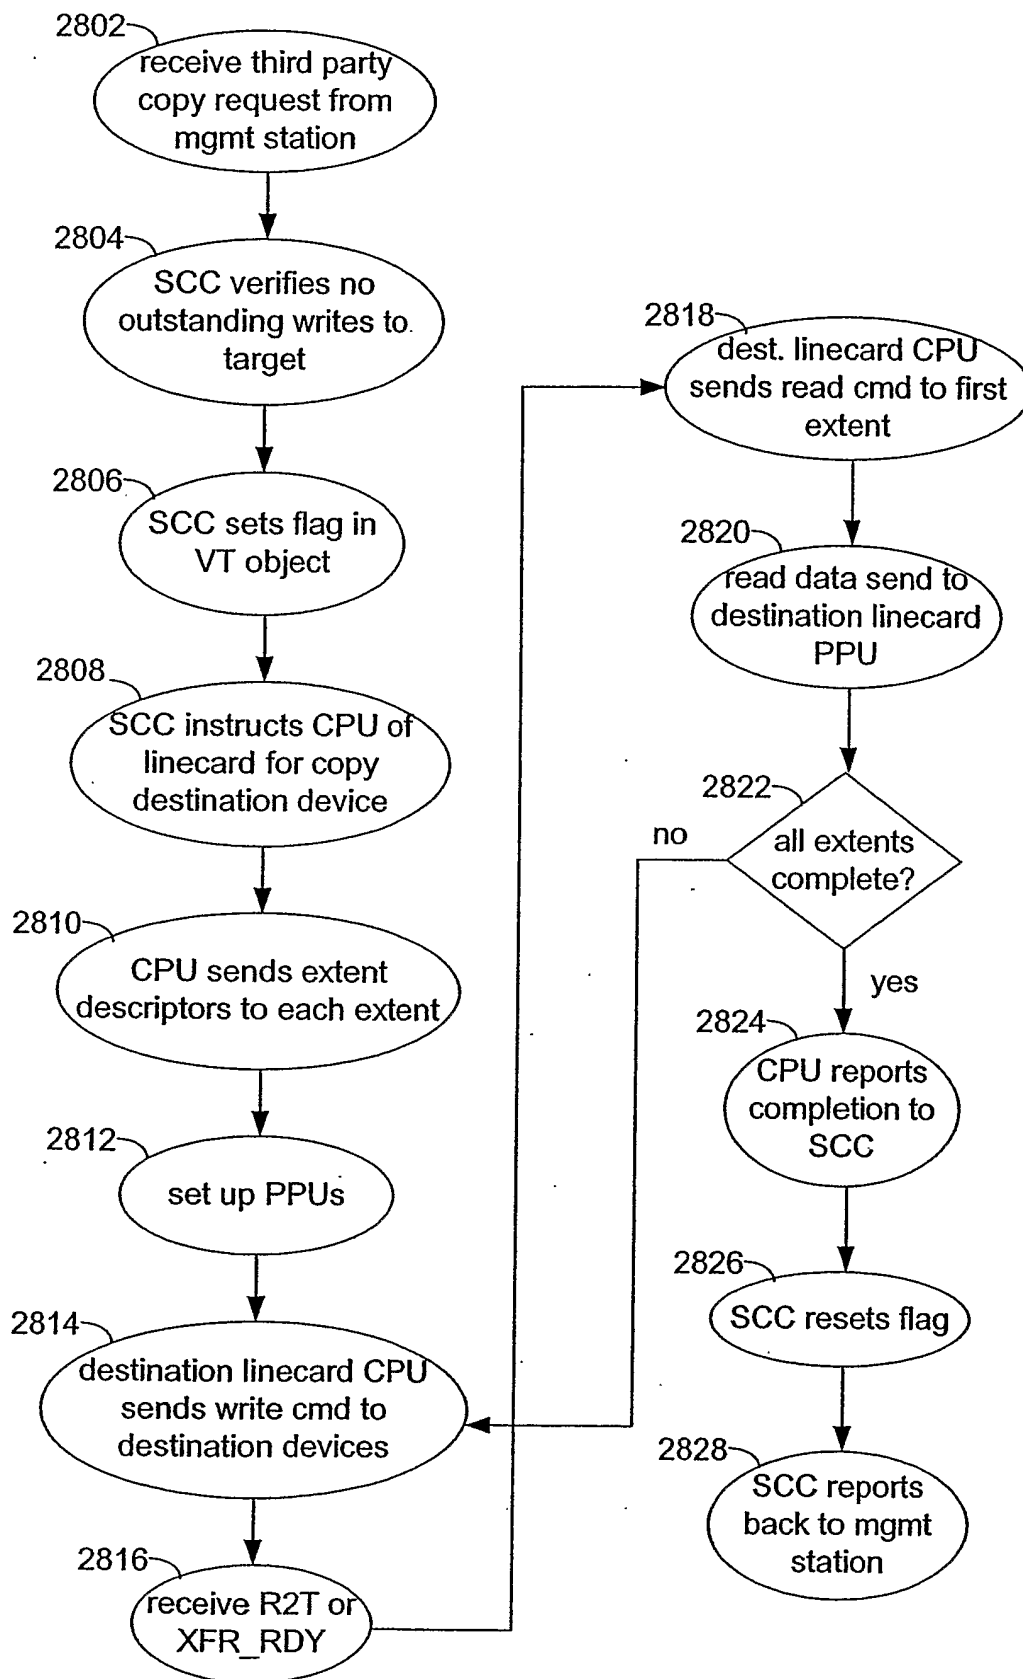 2802
receive third party
copy request from
mgmt station
2804
SCC verifies no
outstanding writes to
target
2806
SCC sets flag in
VT object
2808
SCC instructs CPU of
linecard for copy
destination device
2810
CPU sends extent
descriptors to each extent
2812
set up PPUs
2814
destination linecard CPU
sends write cmd to
destination devices
2816
receive R2T or
XFR_RDY
2818
dest. linecard CPU
sends read cmd to first
extent
2820
read data send to
destination linecard
PPU
2822
all extents
complete?
no
yes
2824
CPU reports
completion to
SCC
2826
SCC resets flag
2828
SCC reports
back to mgmt
station